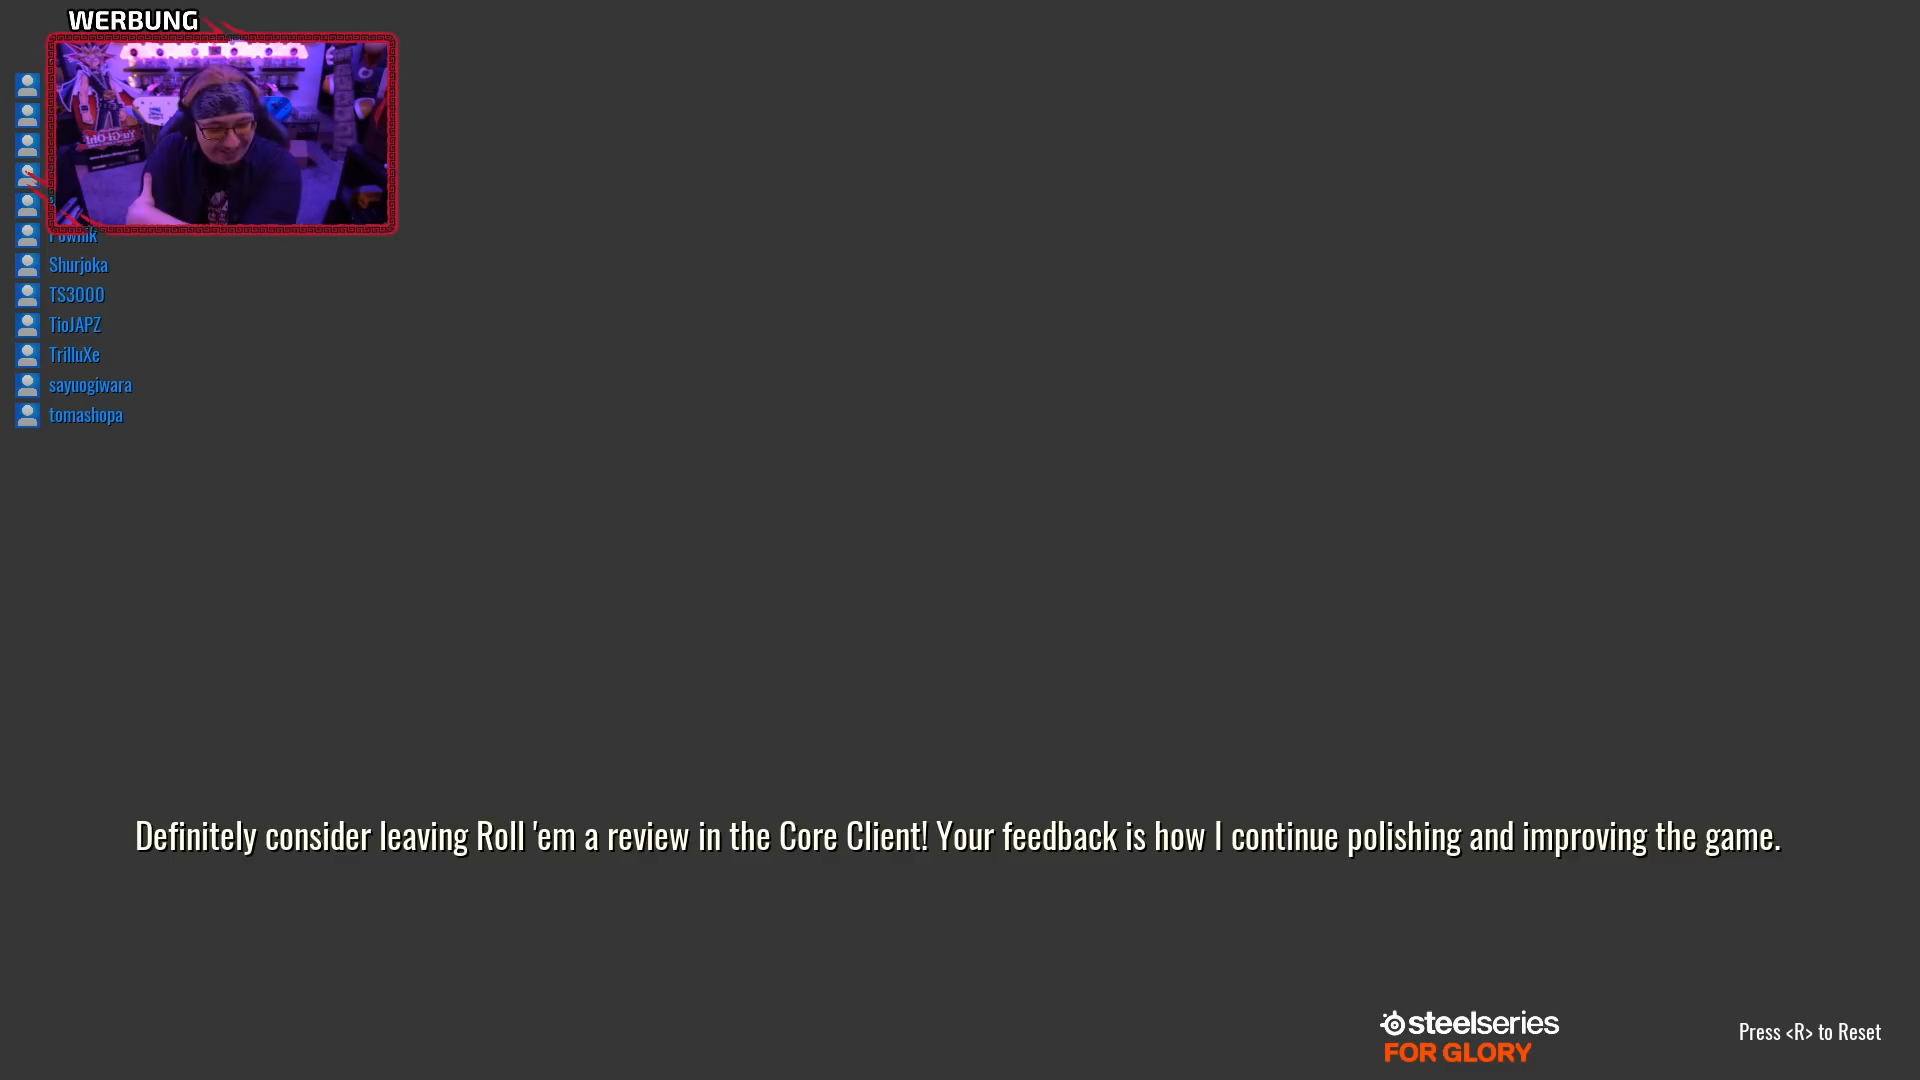 WERBUNG
Pownik
Shurjoka
TS3000
TioJAPZ
TrilluXe
sayuogiwara
tomashopa
Definitely consider leaving Roll 'em a review in the Core Client! Your feedback is how I continue polishing and improving the game.
steelseries
FOR GLORY
Press <R> to Reset